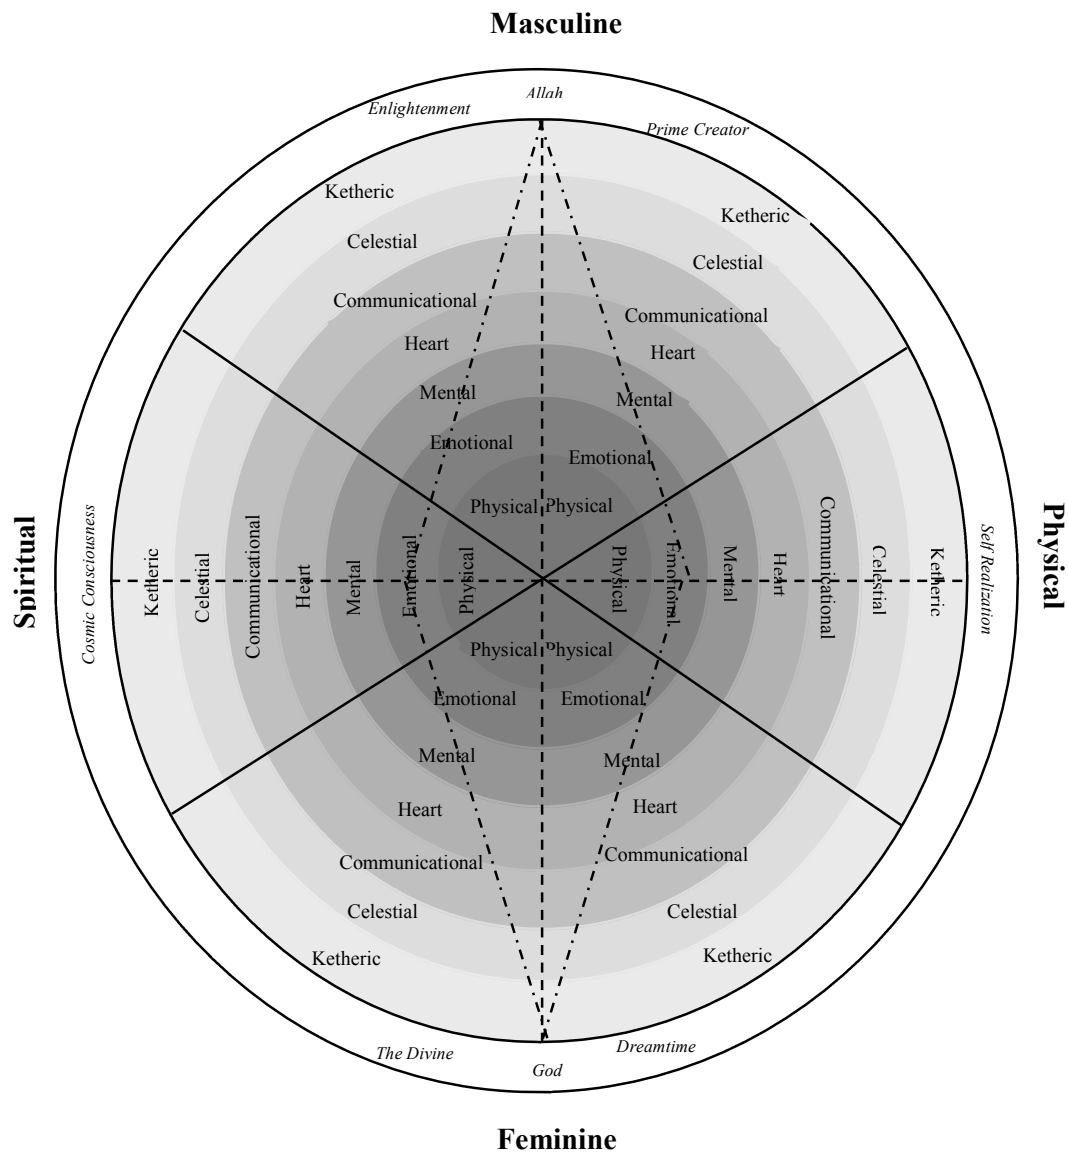 Masculine
Allah
Enlightenment
Prime Creator
Ketheric
Ketheric
Celestial
Celestial
Communicational
Communicational
Heart
Heart
Mental
Mental
Emotional
Emotional
Physical
Physical
Spiritual
Cosmic Consciousness
Ketheric
Celestial
Communicational
Heart
Mental
Emotional
Physical
Physical
Emotional
Mental
Heart
Communicational
Celestial
Ketheric
Self Realization
Physical
Physical
Physical
Emotional
Emotional
Mental
Mental
Heart
Heart
Communicational
Communicational
Celestial
Celestial
Ketheric
Ketheric
The Divine
Dreamtime
God
Feminine